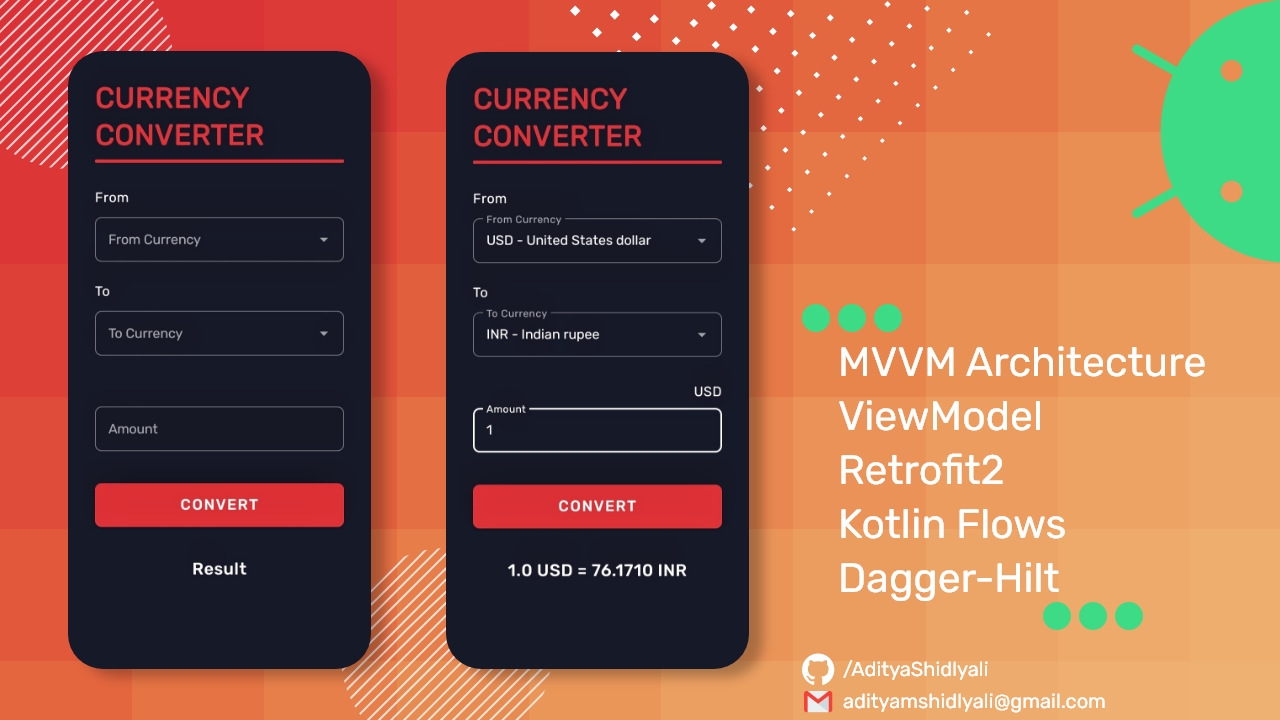 CURRENCY
CONVERTER
From
From Currency
To
To Currency
Amount
CONVERT
Result
CURRENCY
CONVERTER
From
From Currency
USD - United States dollar
To
To Currency
INR - Indian rupee
USD
Amount
1
CONVERT
1.0 USD = 76.1710 INR
MVVM Architecture
ViewModel
Retrofit2
Kotlin Flows
Dagger-Hilt
/AdityaShidlyali
adityamshidlyali@gmail.com